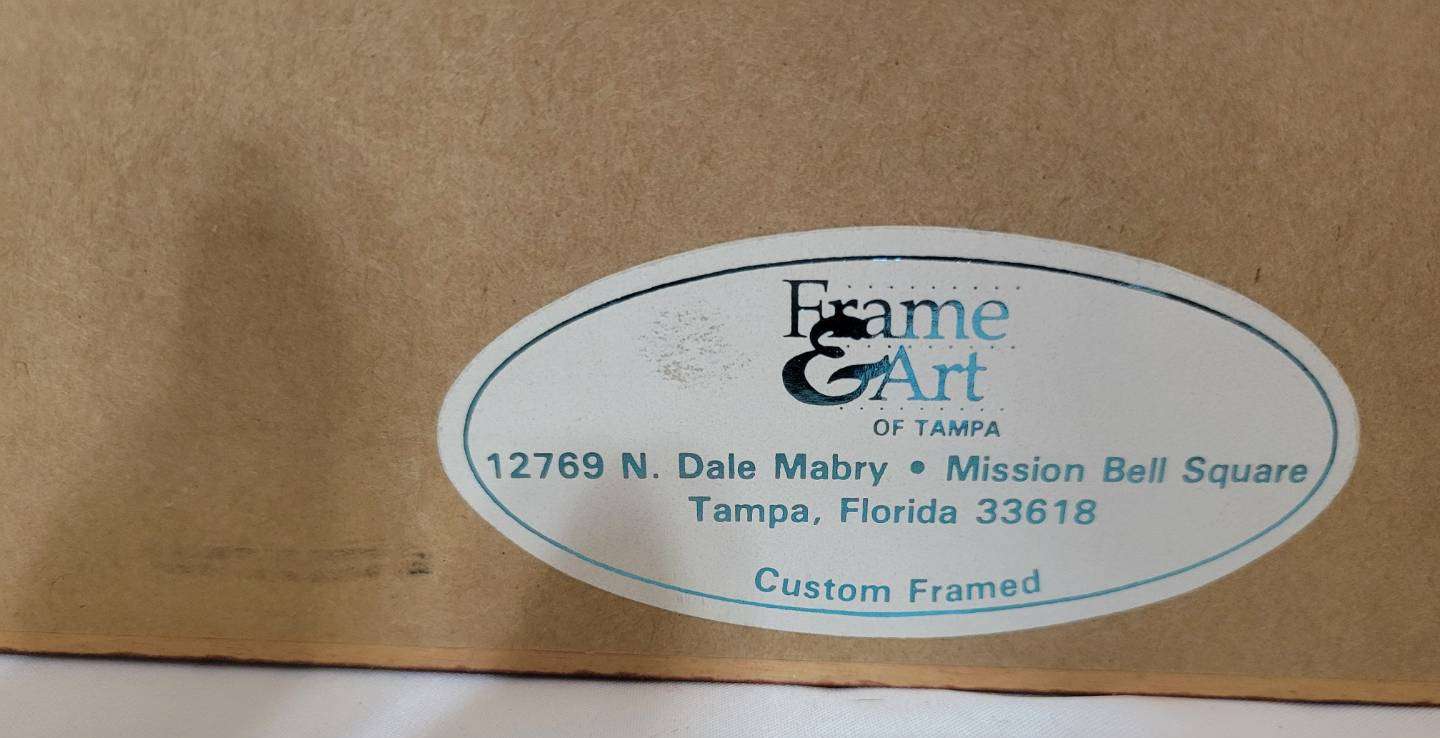 Frame
& Art
OF TAMPA
12769 N. Dale Mabry • Mission Bell Square
Tampa, Florida 33618
Custom Framed